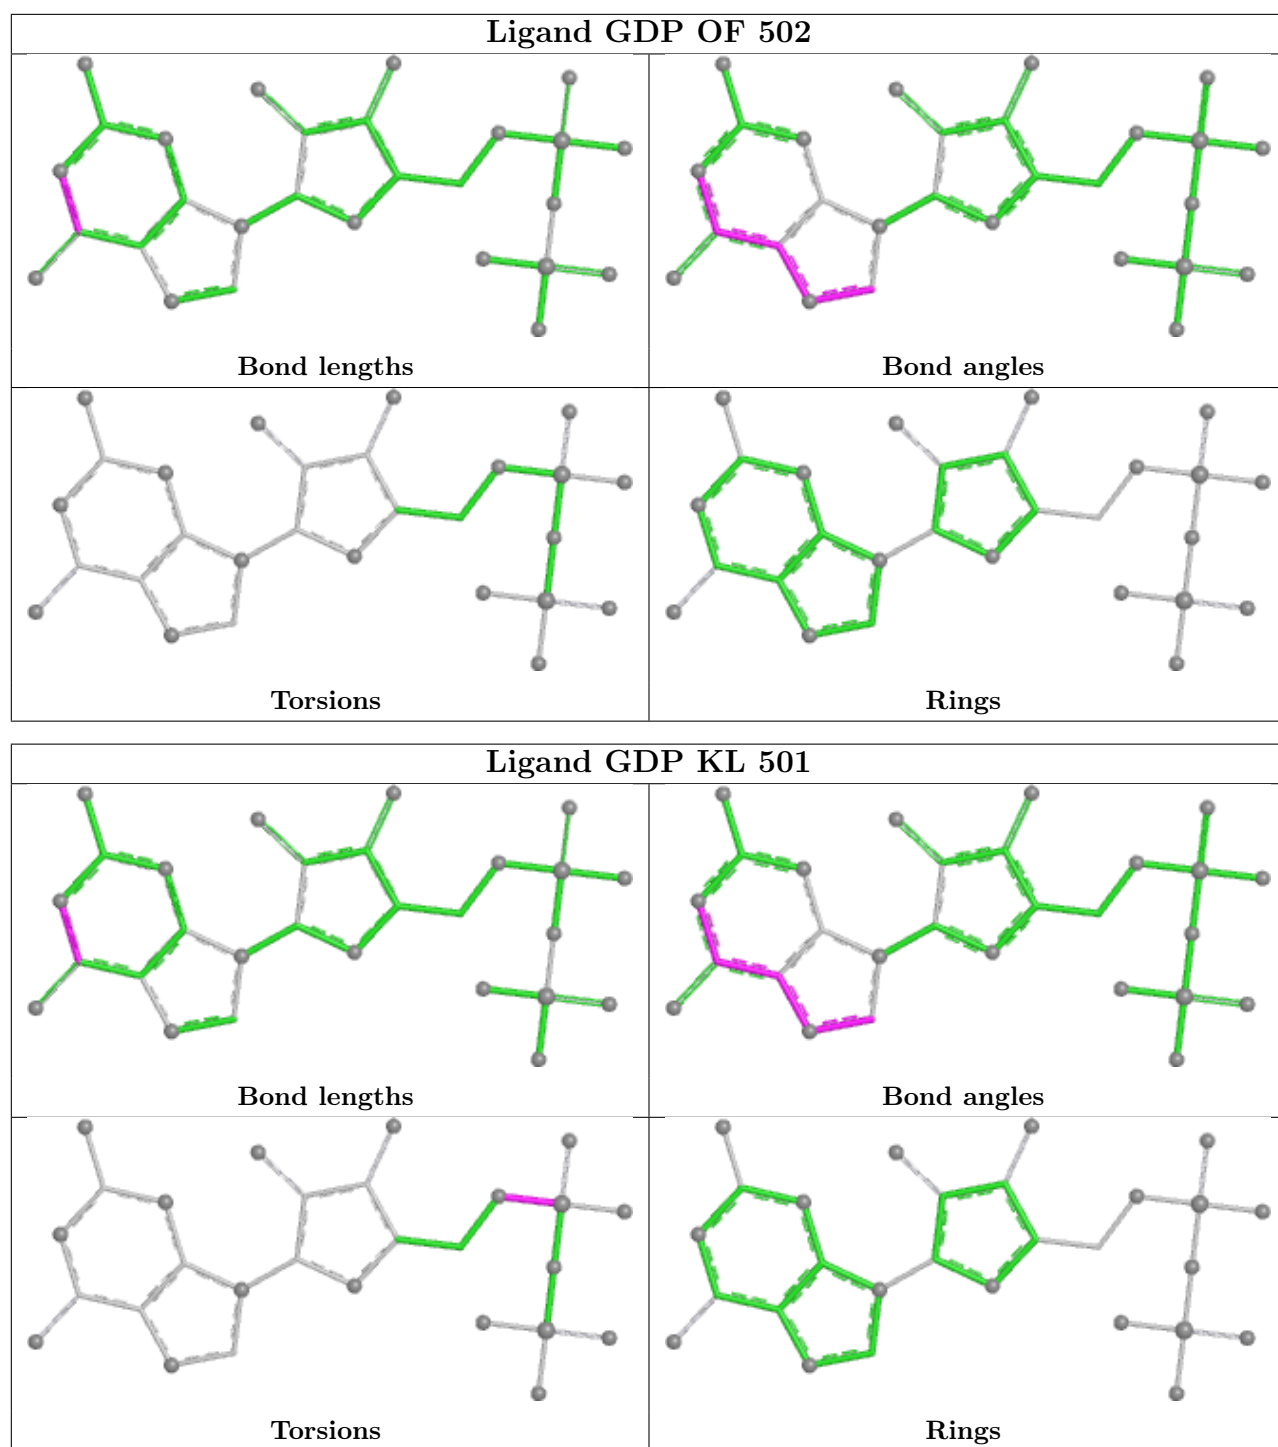 Ligand GDP OF 502
Bond lengths
Bond angles
Torsions
Rings
Ligand GDP KL 501
Bond lengths
Bond angles
Torsions
Rings